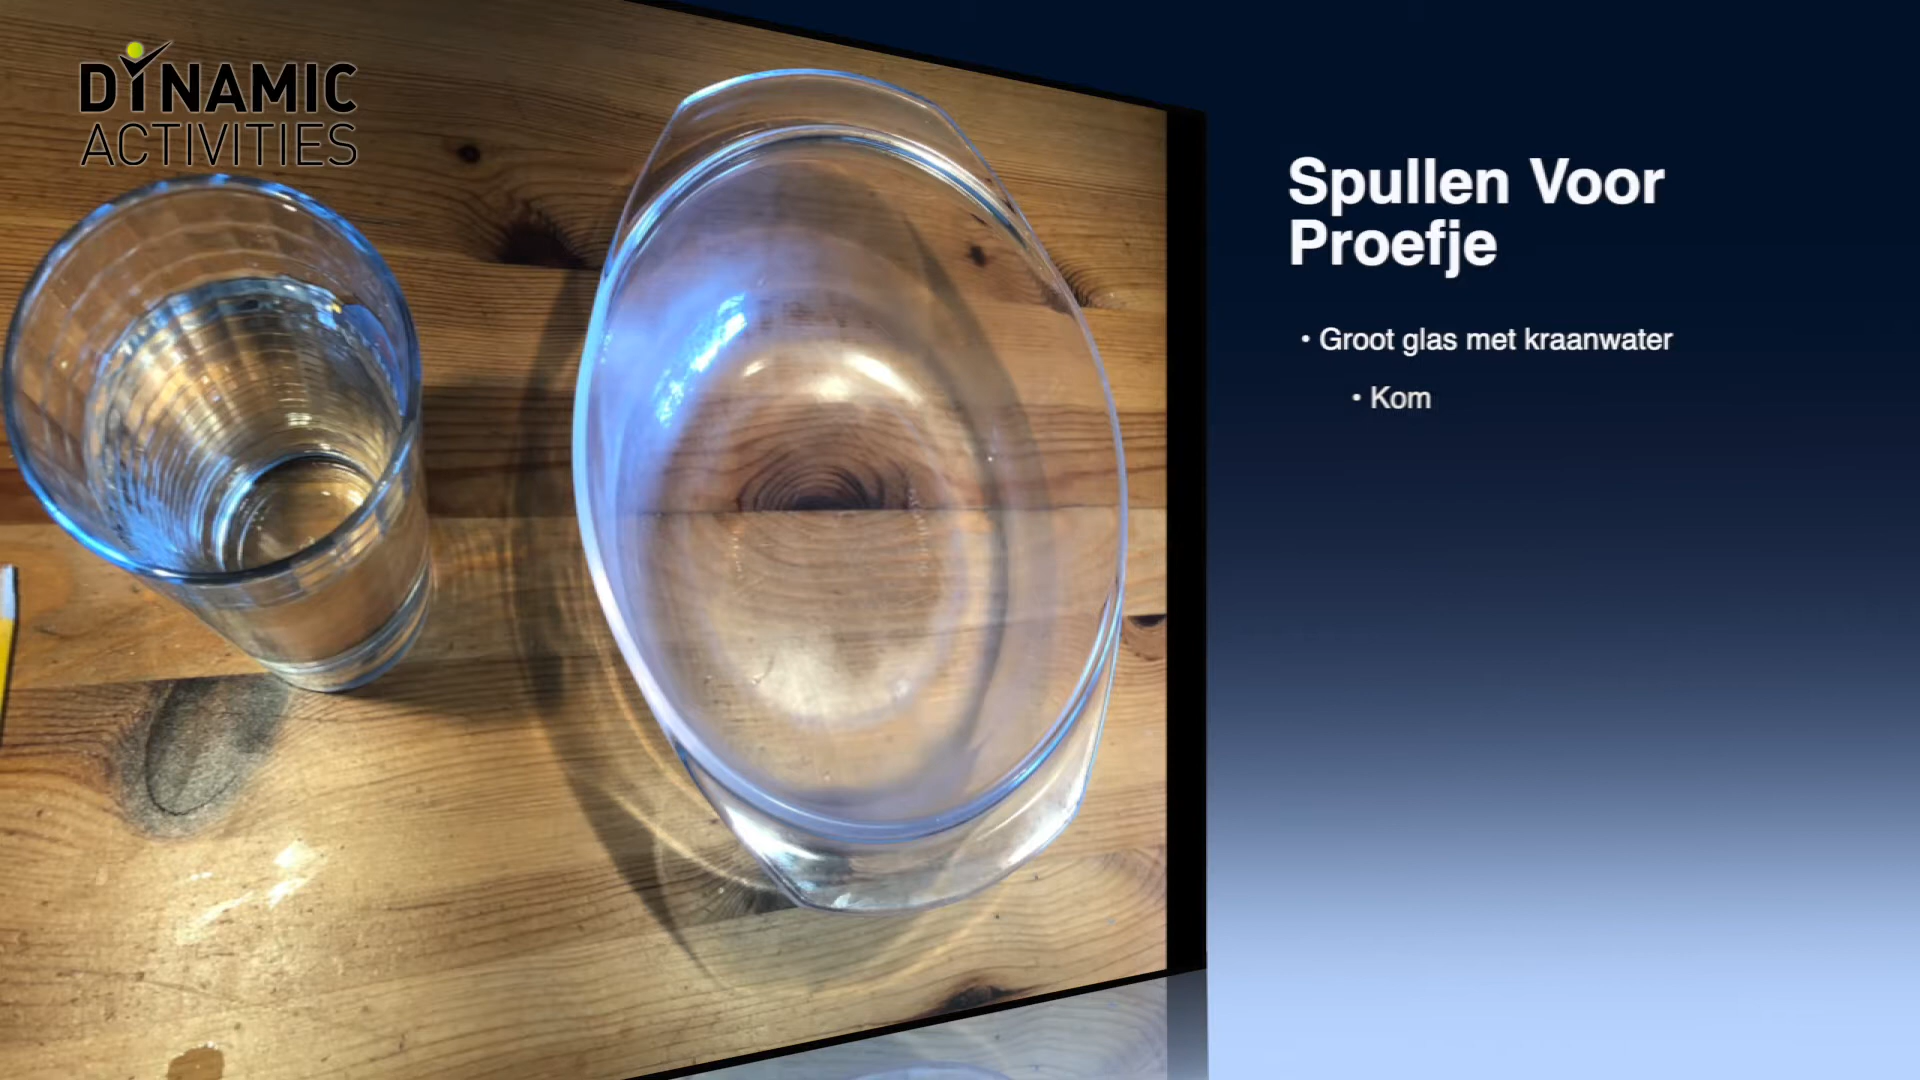 DYNAMIC
ACTIVITIES
Spullen Voor
Proefje
• Groot glas met kraanwater
• Kom